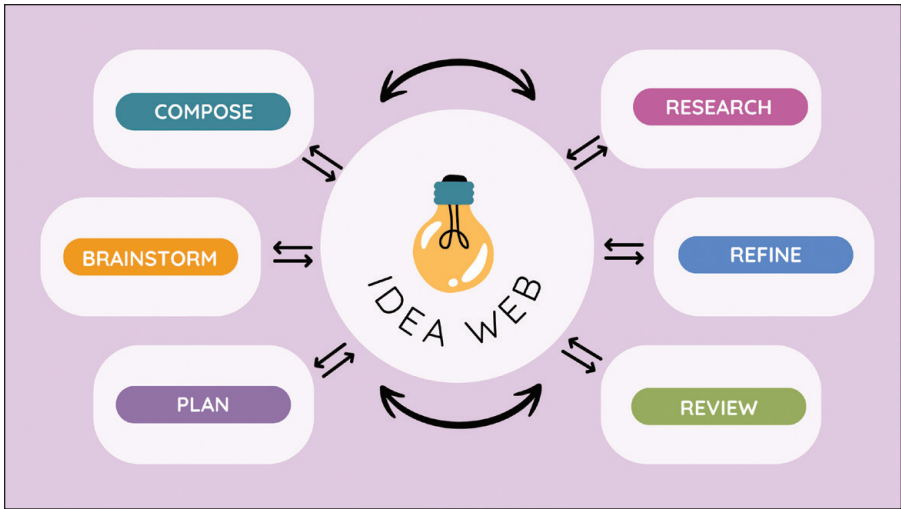 COMPOSE
RESEARCH
BRAINSTORM
IDEA WEB
REFINE
PLAN
REVIEW